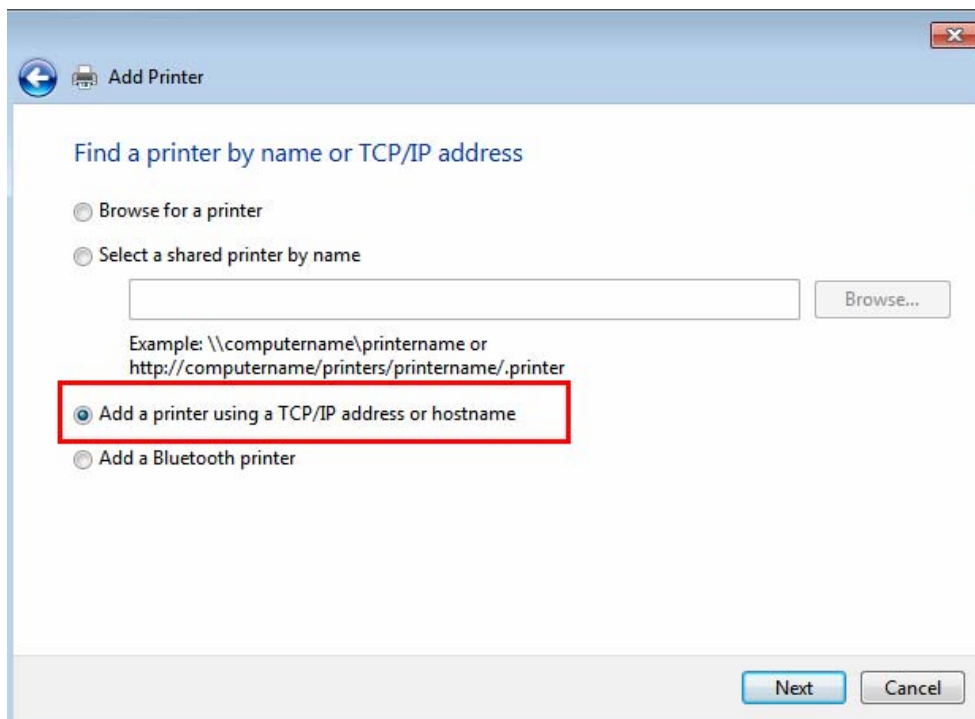 Add Printer
Find a printer by name or TCP/IP address
Browse for a printer
Select a shared printer by name
Browse...
Example: \\computername\printername or
http://computername/printers/printername/.printer
Add a printer using a TCP/IP address or hostname
Add a Bluetooth printer
Next
Cancel